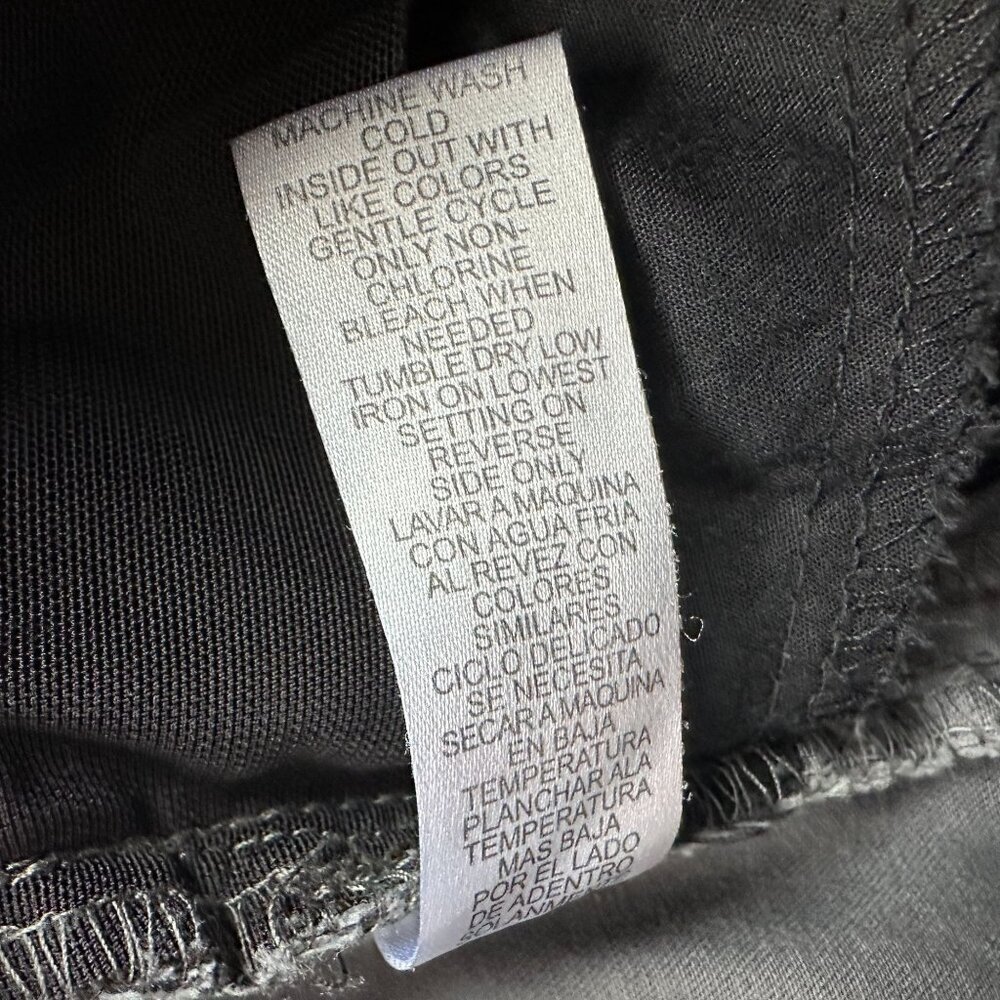 MACHINE WASH
COLD
INSIDE OUT WITH
LIKE COLORS
GENTLE CYCLE
ONLY NON-
CHLORINE
BLEACH WHEN
NEEDED
TUMBLE DRY LOW
IRON ON LOWEST
SETTING ON
REVERSE
SIDE ONLY
LAVAR A MAQUINA
CON AGUA FRIA
AL REVEZ CON
COLORES
SIMILARES
CICLO DELICADO
SE NECESITA
SECAR A MAQUINA
EN BAJA
TEMPERATURA
PLANCHAR ALA
TEMPERATURA
MAS BAJA
POR EL LADO
DE ADENTRO